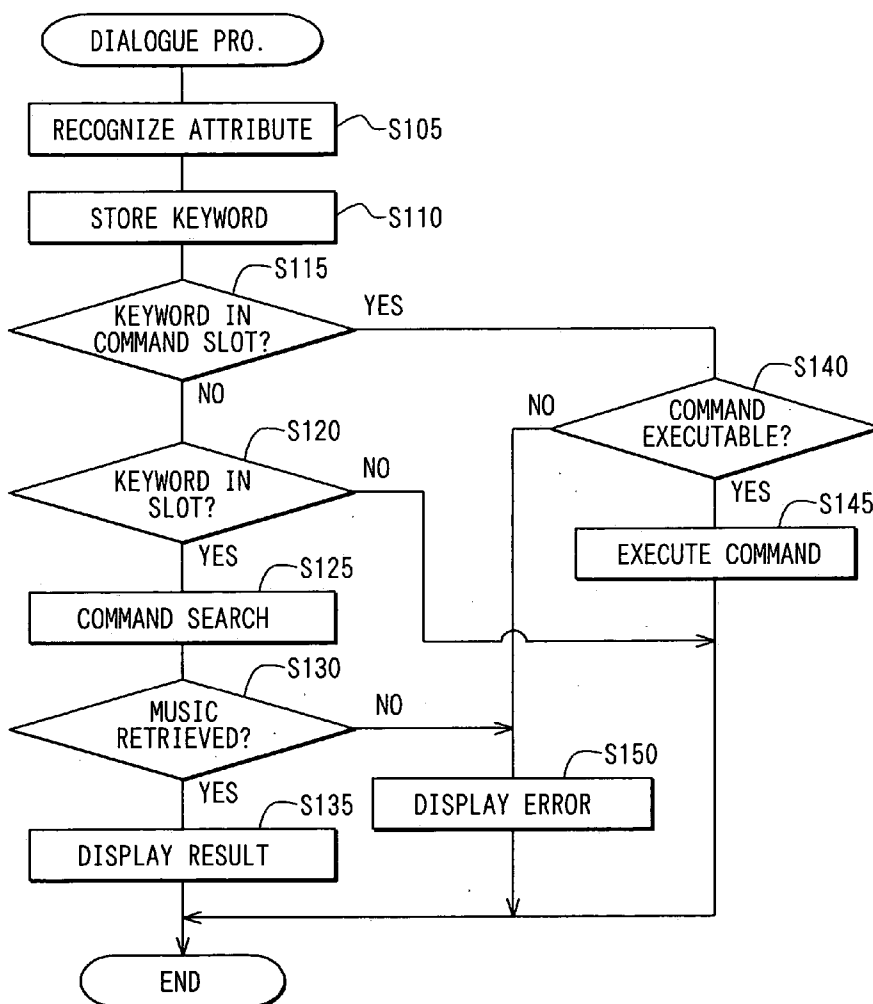 DIALOGUE PRO.
RECOGNIZE ATTRIBUTE
S105
STORE KEYWORD
S110
S115
KEYWORD IN
COMMAND SLOT?
YES
NO
S140
COMMAND
EXECUTABLE?
NO
YES
S120
KEYWORD IN
SLOT?
NO
YES
S145
EXECUTE COMMAND
S125
COMMAND SEARCH
S130
MUSIC
RETRIEVED?
NO
YES
S150
DISPLAY ERROR
S135
DISPLAY RESULT
END